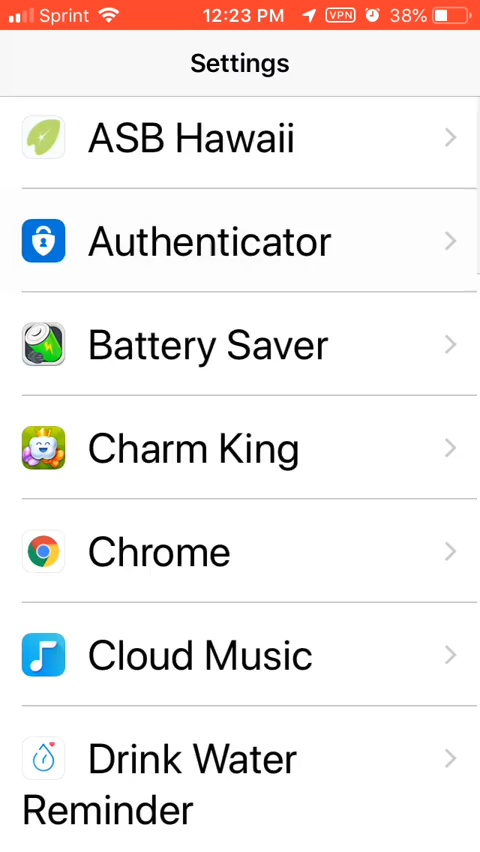 Sprint 12:23 PM VPN 38%
Settings
ASB Hawaii
Authenticator
Battery Saver
Charm King
Chrome
Cloud Music
Drink Water
Reminder